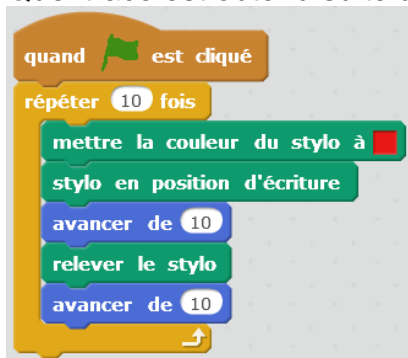 quand est cliqué
répéter 10 fois
mettre la couleur du stylo à
stylo en position d'écriture
avancer de 10
relever le stylo
avancer de 10